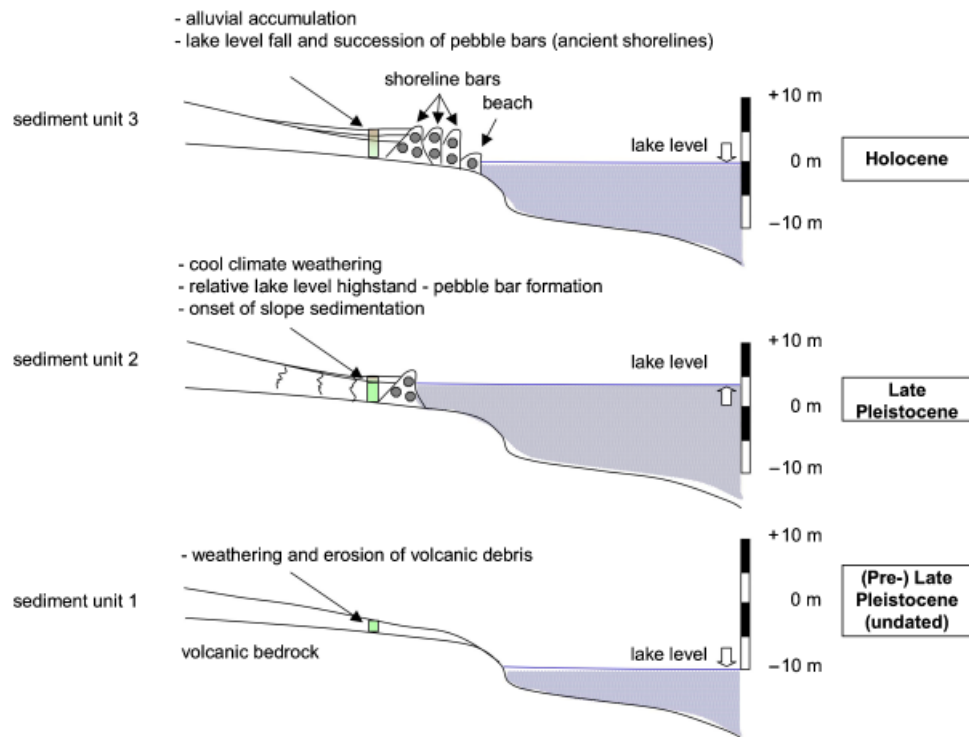 - alluvial accumulation
- lake level fall and succession of pebble bars (ancient shorelines)
shoreline bars
beach
sediment unit 3
lake level
+10 m
0 m
–10 m
Holocene
- cool climate weathering
- relative lake level highstand - pebble bar formation
- onset of slope sedimentation
sediment unit 2
lake level
+10 m
0 m
–10 m
Late
Pleistocene
- weathering and erosion of volcanic debris
sediment unit 1
volcanic bedrock
lake level
+10 m
0 m
–10 m
(Pre-) Late
Pleistocene
(undated)